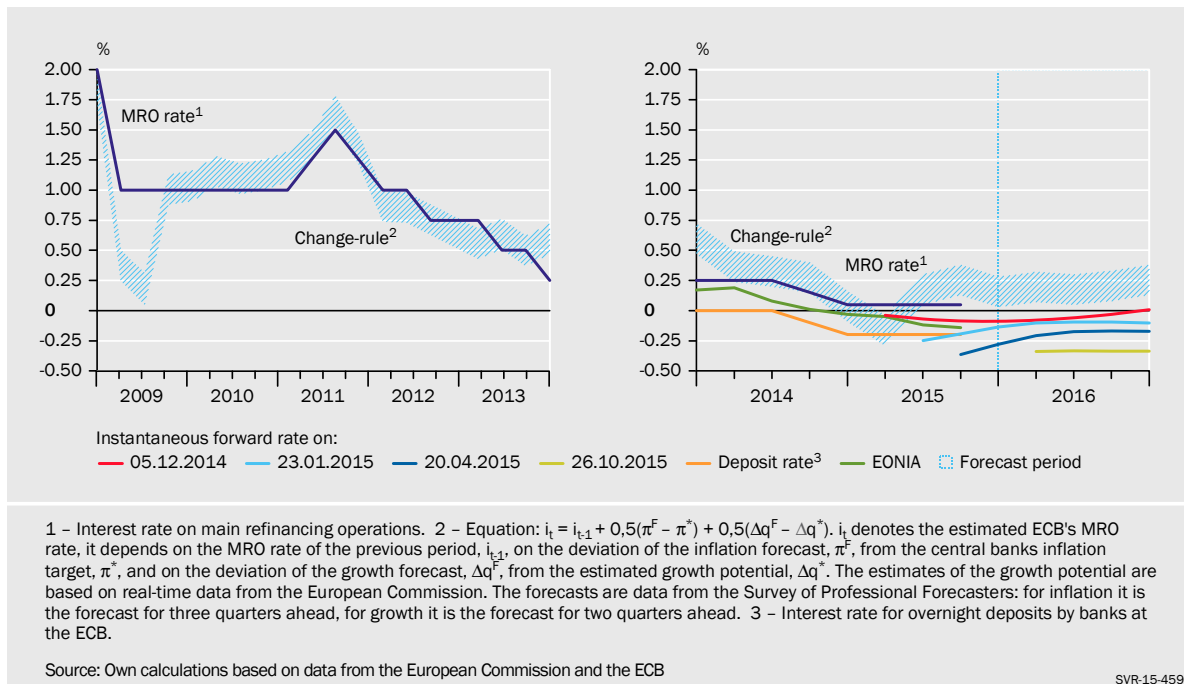 %
2.00
1.75
1.50
1.25
1.00
0.75
0.50
0.25
0
-0.25
-0.50
MRO rate1
Change-rule2
2009 2010 2011 2012 2013
%
2.00
1.75
1.50
1.25
1.00
0.75
0.50
0.25
0
-0.25
-0.50
Change-rule2
MRO rate1
2014 2015 2016
Instantaneous forward rate on:
05.12.2014 23.01.2015 20.04.2015 26.10.2015 Deposit rate3 EONIA Forecast period
1 – Interest rate on main refinancing operations. 2 – Equation: it = it-1 + 0,5(πF – π*) + 0,5(ΔqF – Δq*). it denotes the estimated ECB's MRO
rate, it depends on the MRO rate of the previous period, it-1, on the deviation of the inflation forecast, πF, from the central banks inflation
target, π*, and on the deviation of the growth forecast, ΔqF, from the estimated growth potential, Δq*. The estimates of the growth potential are
based on real-time data from the European Commission. The forecasts are data from the Survey of Professional Forecasters: for inflation it is
the forecast for three quarters ahead, for growth it is the forecast for two quarters ahead. 3 – Interest rate for overnight deposits by banks at
the ECB.
Source: Own calculations based on data from the European Commission and the ECB
SVR-15-459